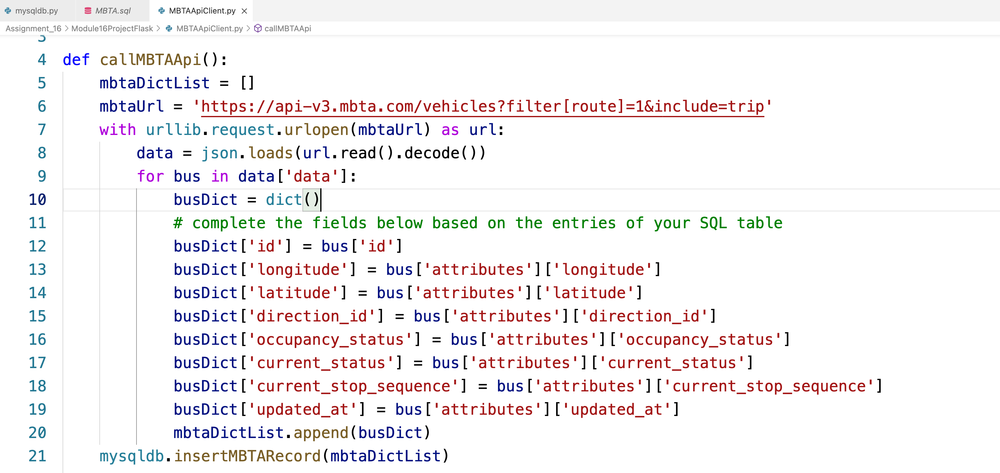 mysqldb.py MBTA.sql MBTAApiClient.py
Assignment_16 > Module16ProjectFlask > MBTAApiClient.py > callMBTAApi
3
4 def callMBTAApi():
5 mbtaDictList = []
6 mbtaUrl = 'https://api-v3.mbta.com/vehicles?filter[route]=1&include=trip'
7 with urllib.request.urlopen(mbtaUrl) as url:
8 data = json.loads(url.read().decode())
9 for bus in data['data']:
10 busDict = dict()
11 # complete the fields below based on the entries of your SQL table
12 busDict['id'] = bus['id']
13 busDict['longitude'] = bus['attributes']['longitude']
14 busDict['latitude'] = bus['attributes']['latitude']
15 busDict['direction_id'] = bus['attributes']['direction_id']
16 busDict['occupancy_status'] = bus['attributes']['occupancy_status']
17 busDict['current_status'] = bus['attributes']['current_status']
18 busDict['current_stop_sequence'] = bus['attributes']['current_stop_sequence']
19 busDict['updated_at'] = bus['attributes']['updated_at']
20 mbtaDictList.append(busDict)
21 mysqldb.insertMBTARecord(mbtaDictList)